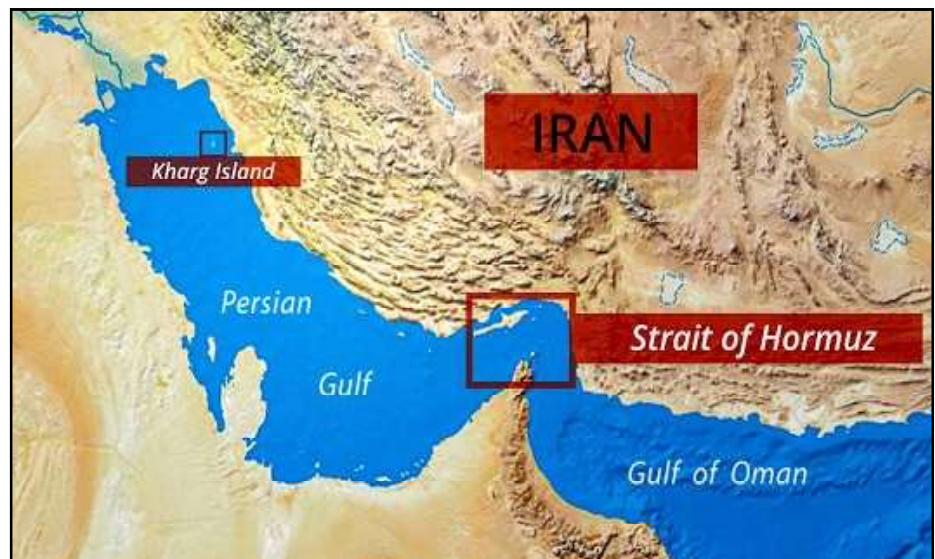 IRAN
Kharg Island
Persian
Gulf
Strait of Hormuz
Gulf of Oman